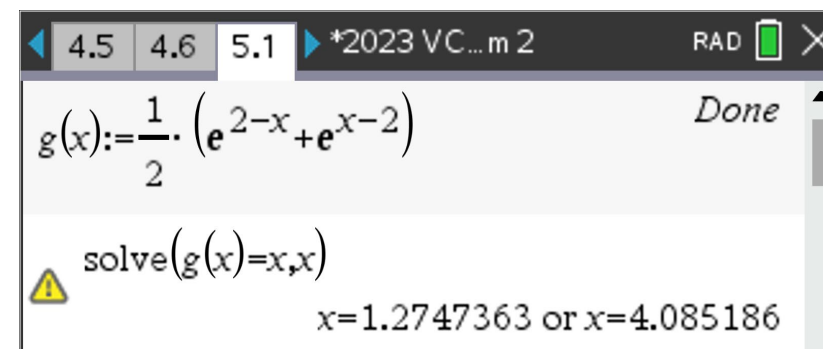 4.5 4.6 5.1 *2023 VC...m 2 RAD
g(x):=1/2·(e^(2-x)+e^(x-2)) Done
solve(g(x)=x,x)
x=1.2747363 or x=4.085186